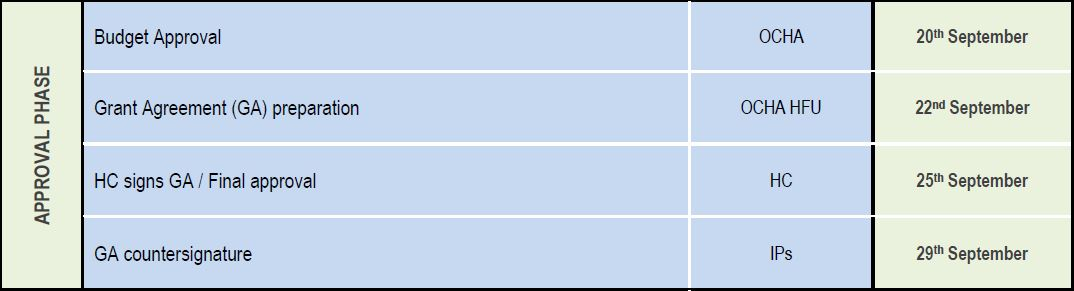 APPROVAL PHASE
Budget Approval OCHA 20th September
Grant Agreement (GA) preparation OCHA HFU 22nd September
HC signs GA / Final approval HC 25th September
GA countersignature IPs 29th September